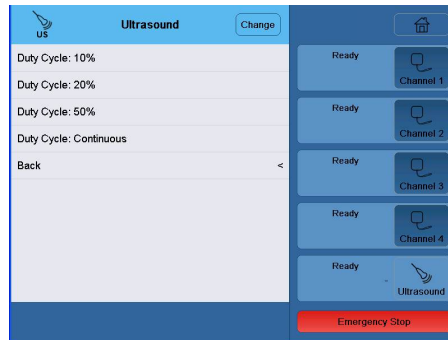 US
Ultrasound
Change
Duty Cycle: 10%
Duty Cycle: 20%
Duty Cycle: 50%
Duty Cycle: Continuous
Back <
Ready
Channel 1
Ready
Channel 2
Ready
Channel 3
Ready
Channel 4
Ready
Ultrasound
Emergency Stop